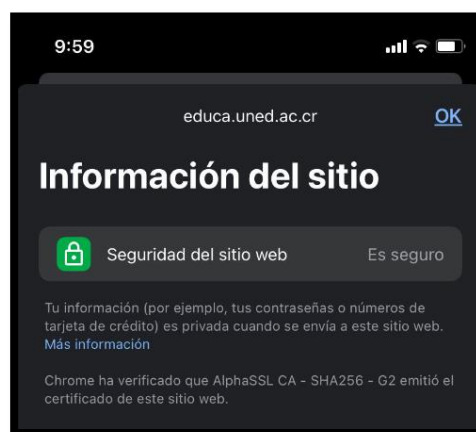 9:59
educa.uned.ac.cr OK
Información del sitio
Seguridad del sitio web Es seguro
Tu información (por ejemplo, tus contraseñas o números de
tarjeta de crédito) es privada cuando se envía a este sitio web.
Más información
Chrome ha verificado que AlphaSSL CA - SHA256 - G2 emitió el
certificado de este sitio web.